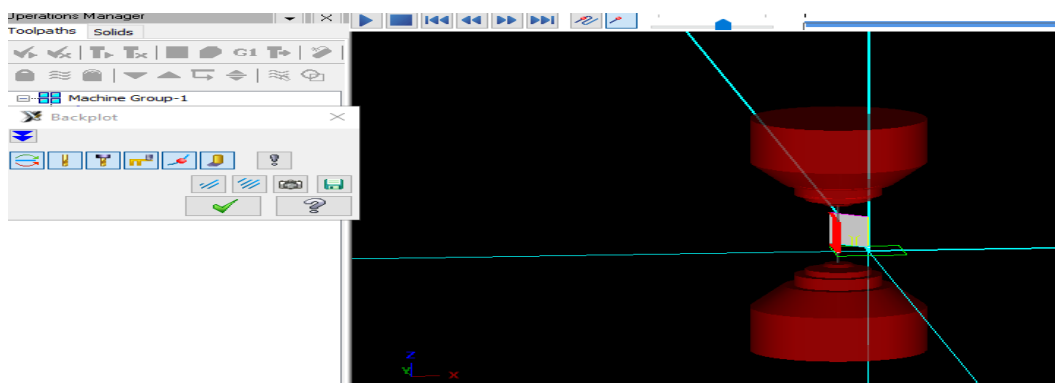 Operations Manager
Toolpaths Solids
G1
Machine Group-1
Backplot
Z
Y X